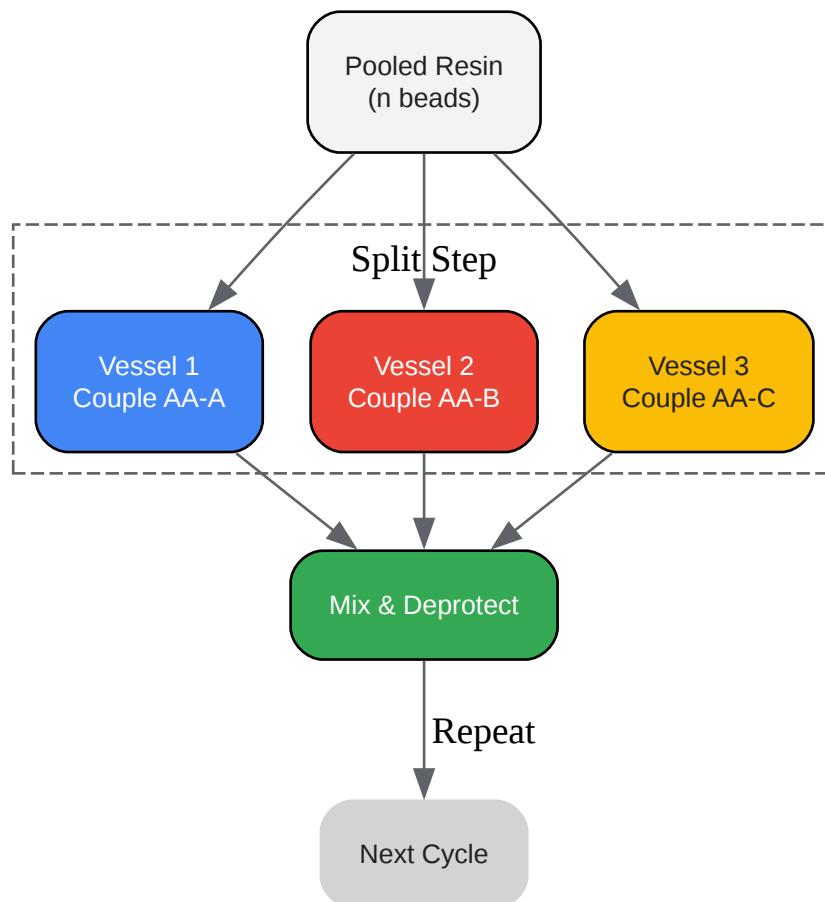 Pooled Resin
(n beads)
Split Step
Vessel 1
Couple AA-A
Vessel 2
Couple AA-B
Vessel 3
Couple AA-C
Mix & Deprotect
Repeat
Next Cycle